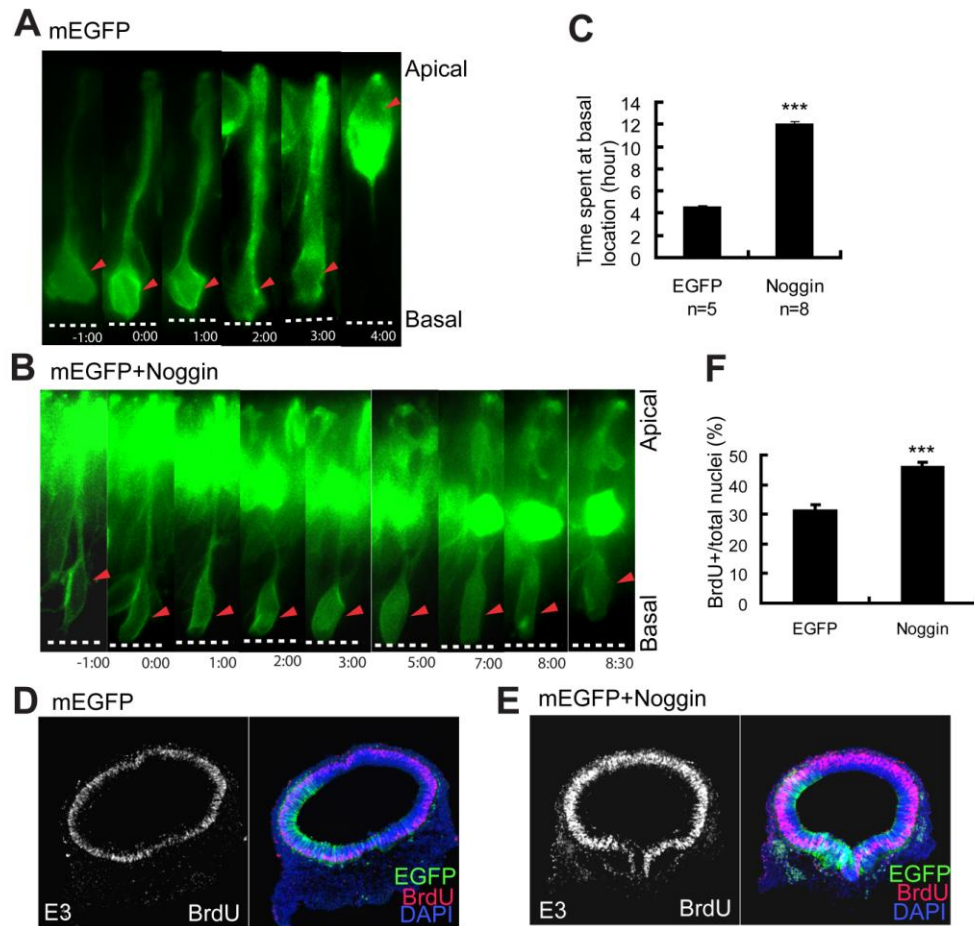 A mEGFP
Apical
Basal
-1:00 0:00 1:00 2:00 3:00 4:00
B mEGFP+Noggin
Apical
Basal
-1:00 0:00 1:00 2:00 3:00 5:00 7:00 8:00 8:30
C
Time spent at basal
location (hour)
14
12
10
8
6
4
2
0
***
EGFP Noggin
n=5 n=8
F
BrdU+/total nuclei (%)
50
40
30
20
10
0
***
EGFP Noggin
D mEGFP
E3 BrdU
EGFP
BrdU
DAPI
E mEGFP+Noggin
E3 BrdU
EGFP
BrdU
DAPI